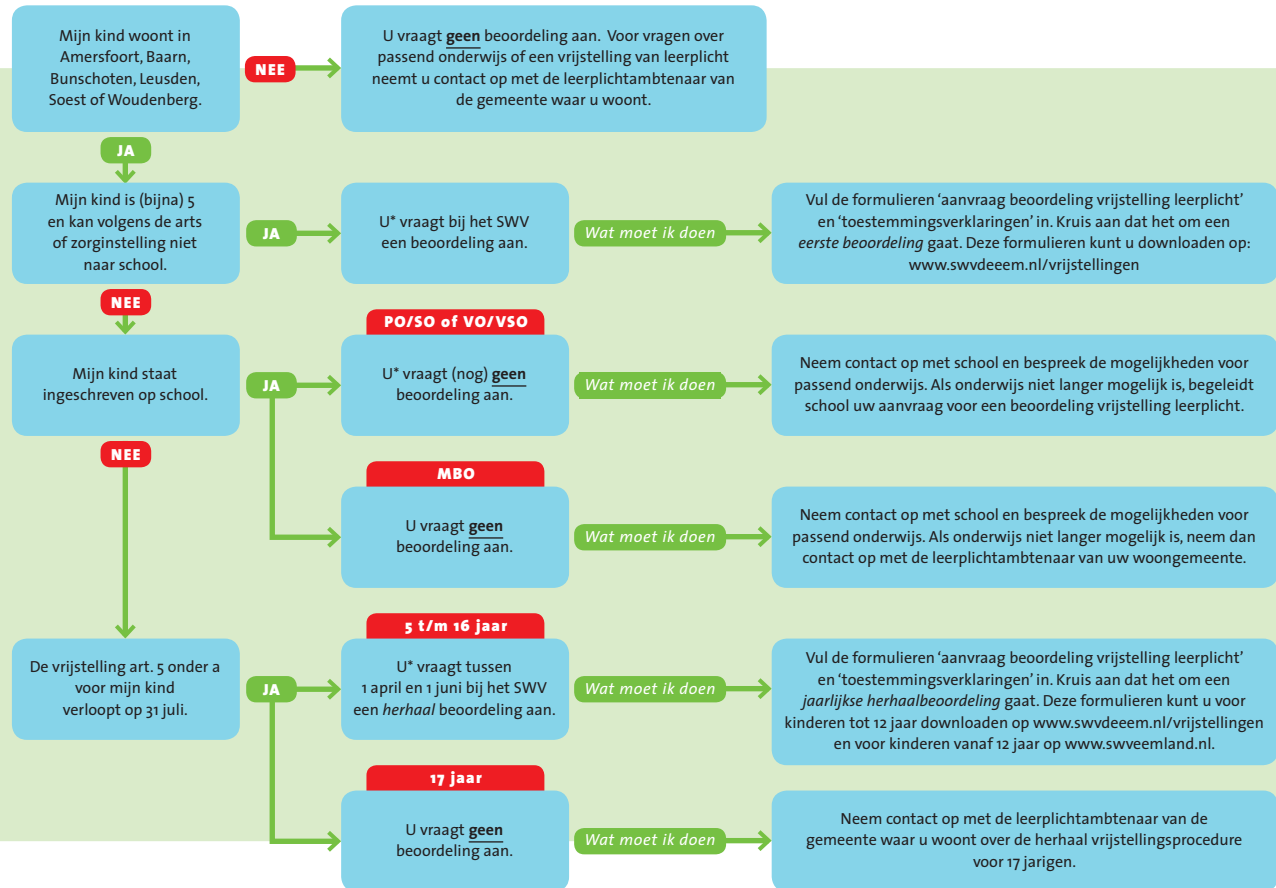 Mijn kind woont in
Amersfoort, Baarn,
Bunschoten, Leusden,
Soest of Woudenberg.
NEE
U vraagt geen beoordeling aan. Voor vragen over
passend onderwijs of een vrijstelling van leerplicht
neemt u contact op met de leerplichtambtenaar van
de gemeente waar u woont.
JA
Mijn kind is (bijna) 5
en kan volgens de arts
of zorginstelling niet
naar school.
JA
U* vraagt bij het SWV
een beoordeling aan.
Wat moet ik doen
Vul de formulieren ‘aanvraag beoordeling vrijstelling leerplicht’
en ‘toestemmingsverklaringen’ in. Kruis aan dat het om een
eerste beoordeling gaat. Deze formulieren kunt u downloaden op:
www.swvdeeem.nl/vrijstellingen
NEE
Mijn kind staat
ingeschreven op school.
JA
PO/SO of VO/VSO
U* vraagt (nog) geen
beoordeling aan.
Wat moet ik doen
Neem contact op met school en bespreek de mogelijkheden voor
passend onderwijs. Als onderwijs niet langer mogelijk is, begeleidt
school uw aanvraag voor een beoordeling vrijstelling leerplicht.
NEE
MBO
U vraagt geen
beoordeling aan.
Wat moet ik doen
Neem contact op met school en bespreek de mogelijkheden voor
passend onderwijs. Als onderwijs niet langer mogelijk is, neem dan
contact op met de leerplichtambtenaar van uw woongemeente.
De vrijstelling art. 5 onder a
voor mijn kind
verloopt op 31 juli.
JA
5 t/m 16 jaar
U* vraagt tussen
1 april en 1 juni bij het SWV
een herhaal beoordeling aan.
Wat moet ik doen
Vul de formulieren ‘aanvraag beoordeling vrijstelling leerplicht’
en ‘toestemmingsverklaringen’ in. Kruis aan dat het om een
jaarlijkse herhaalbeoordeling gaat. Deze formulieren kunt u voor
kinderen tot 12 jaar downloaden op www.swvdeeem.nl/vrijstellingen
en voor kinderen vanaf 12 jaar op www.swveemland.nl.
17 jaar
U vraagt geen
beoordeling aan.
Wat moet ik doen
Neem contact op met de leerplichtambtenaar van de
gemeente waar u woont over de herhaal vrijstellingsprocedure
voor 17 jarigen.